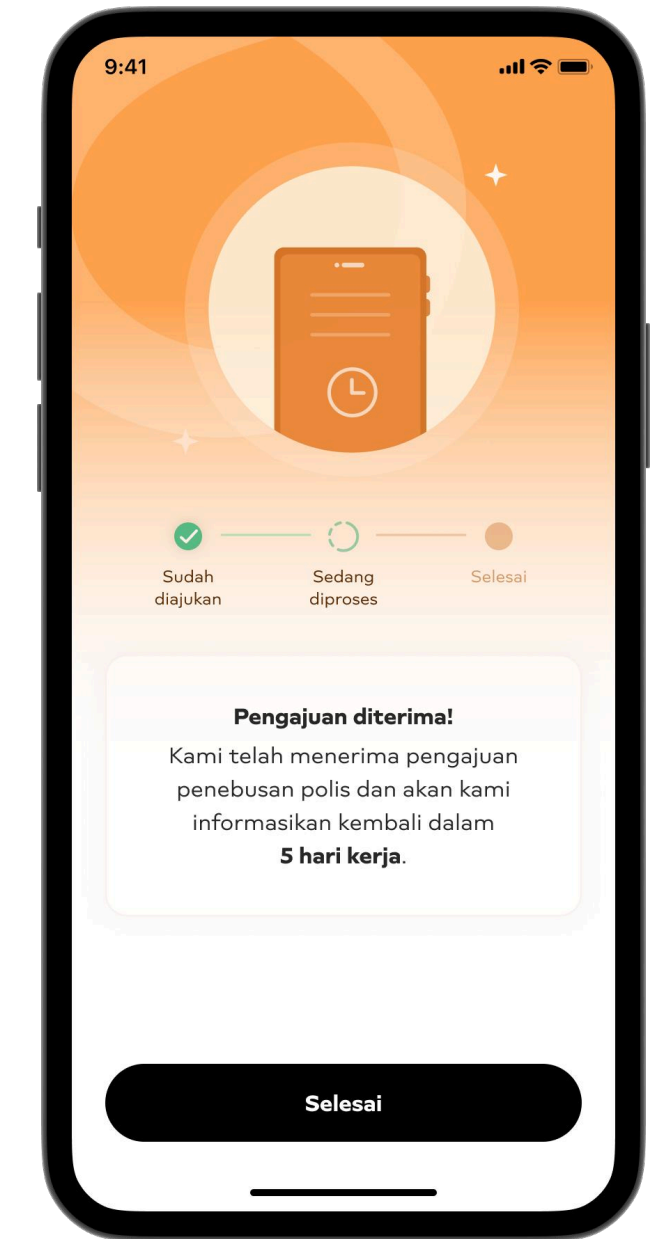 9:41
Sudah
diajukan
Sedang
diproses
Selesai
Pengajuan diterima!
Kami telah menerima pengajuan
penebusan polis dan akan kami
informasikan kembali dalam
5 hari kerja.
Selesai